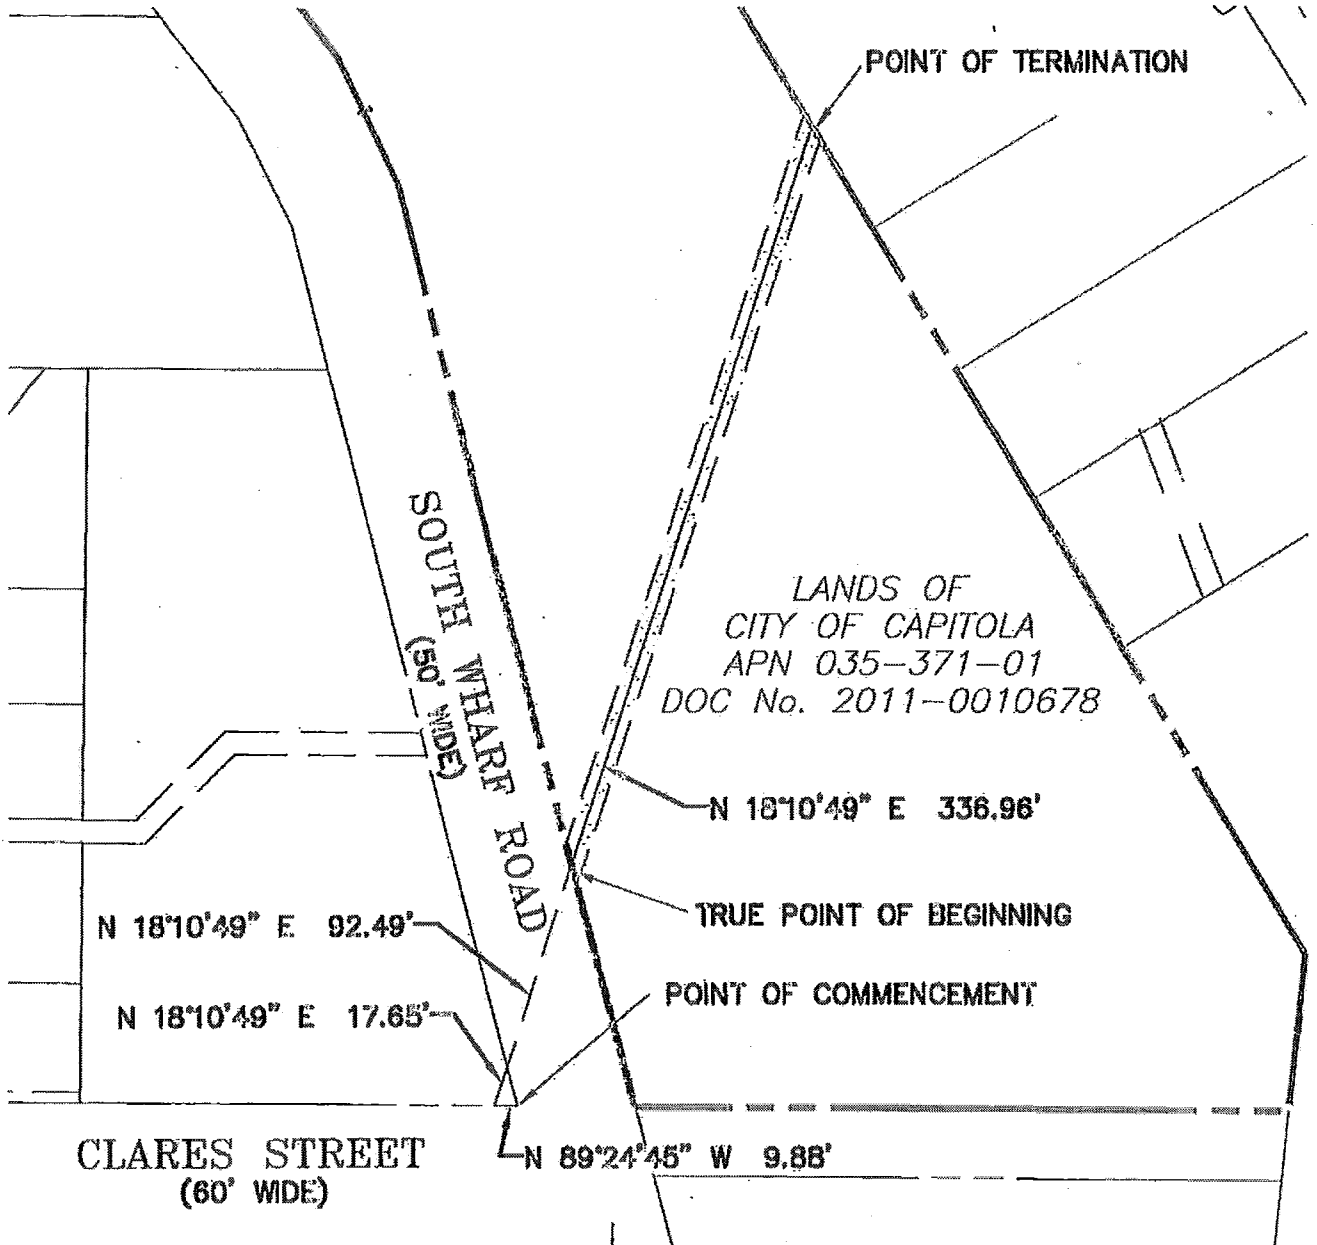 POINT OF TERMINATION
SOUTH WHARF ROAD
(50' WIDE)
LANDS OF
CITY OF CAPITOLA
APN 035-371-01
DOC No. 2011-0010678
N 18°10'49" E 336.96'
TRUE POINT OF BEGINNING
N 18°10'49" E 92.49'
POINT OF COMMENCEMENT
N 18°10'49" E 17.65'
CLARES STREET
(60' WIDE)
N 89°24'45" W 9.88'